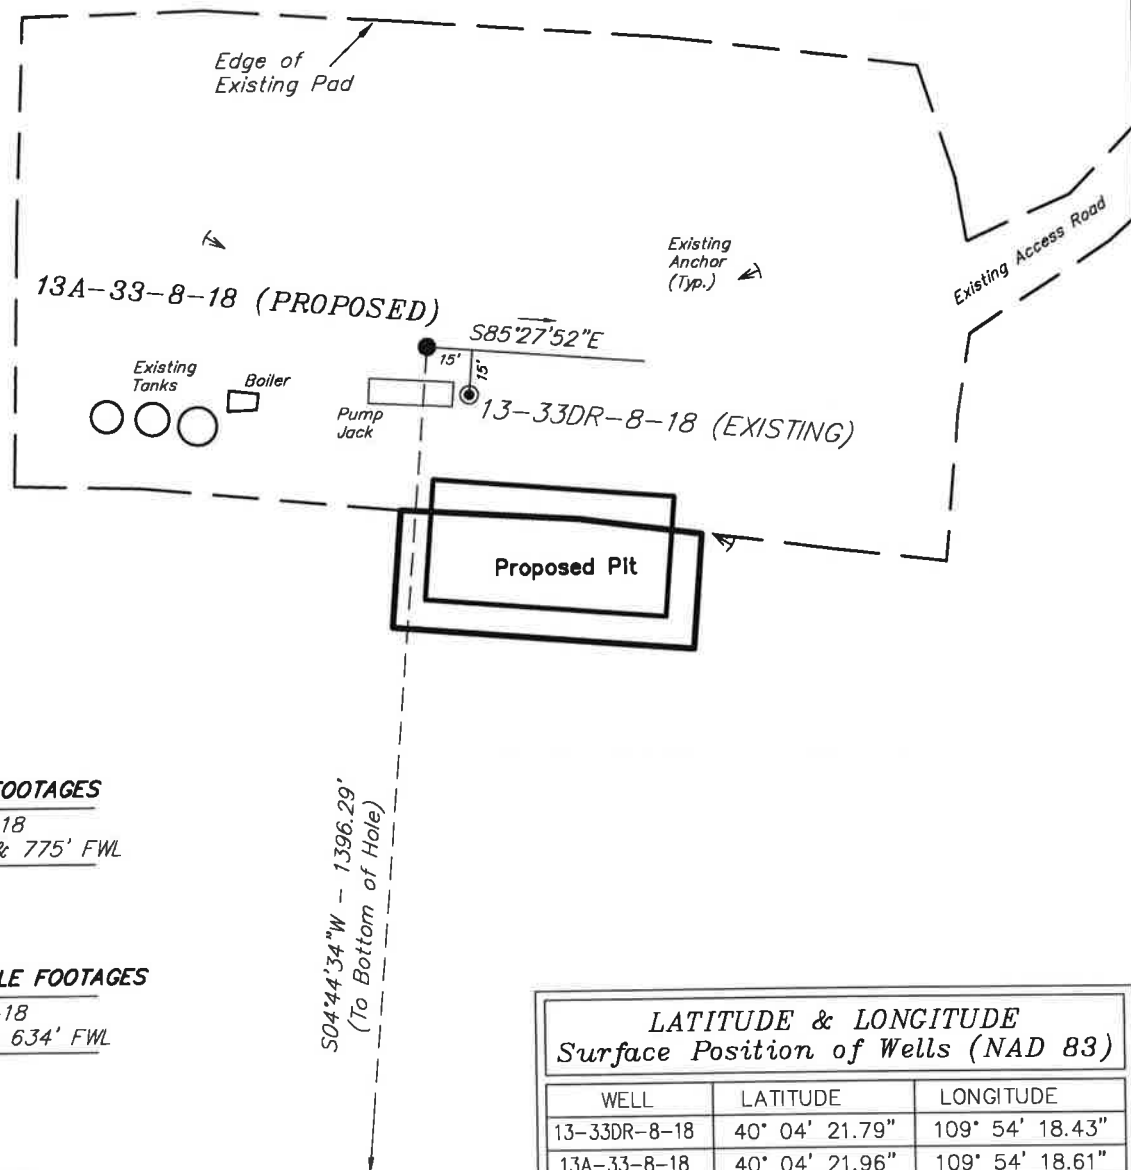 Edge of
Existing Pad
Existing
Anchor
(Typ.)
Existing Access Road
13A-33-8-18 (PROPOSED)
S85°27'52"E
15'
15'
Existing
Tanks
Boiler
Pump
Jack
13-33DR-8-18 (EXISTING)
Proposed Pit
S04°44'34"W - 1396.29'
(To Bottom of Hole)
FOOTAGES
18
& 775' FWL
LE FOOTAGES
-18
634' FWL
LATITUDE & LONGITUDE
Surface Position of Wells (NAD 83)
WELL LATITUDE LONGITUDE
13-33DR-8-18 40° 04' 21.79" 109° 54' 18.43"
13A-33-8-18 40° 04' 21.96" 109° 54' 18.61"